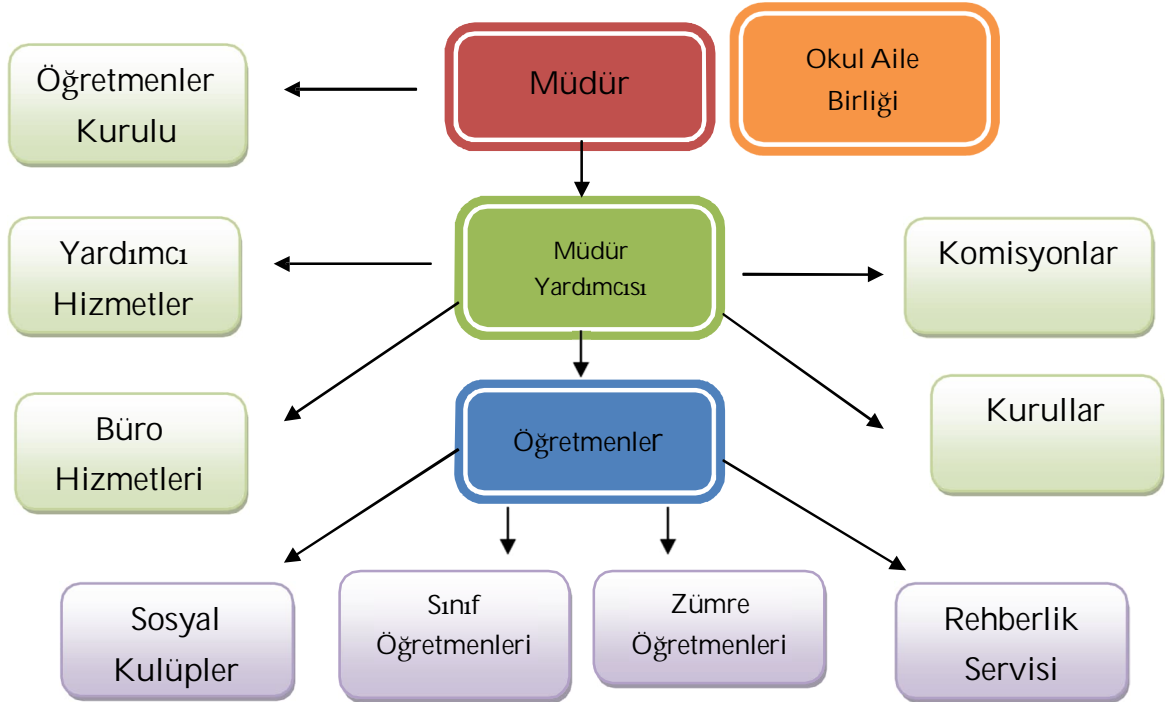 Öğretmenler
Kurulu
Müdür
Okul Aile
Birliği
Yardımcı
Hizmetler
Müdür
Yardımcısı
Komisyonlar
Büro
Hizmetleri
Öğretmenler
Kurullar
Sosyal
Kulüpler
Sınıf
Öğretmenleri
Zümre
Öğretmenleri
Rehberlik
Servisi